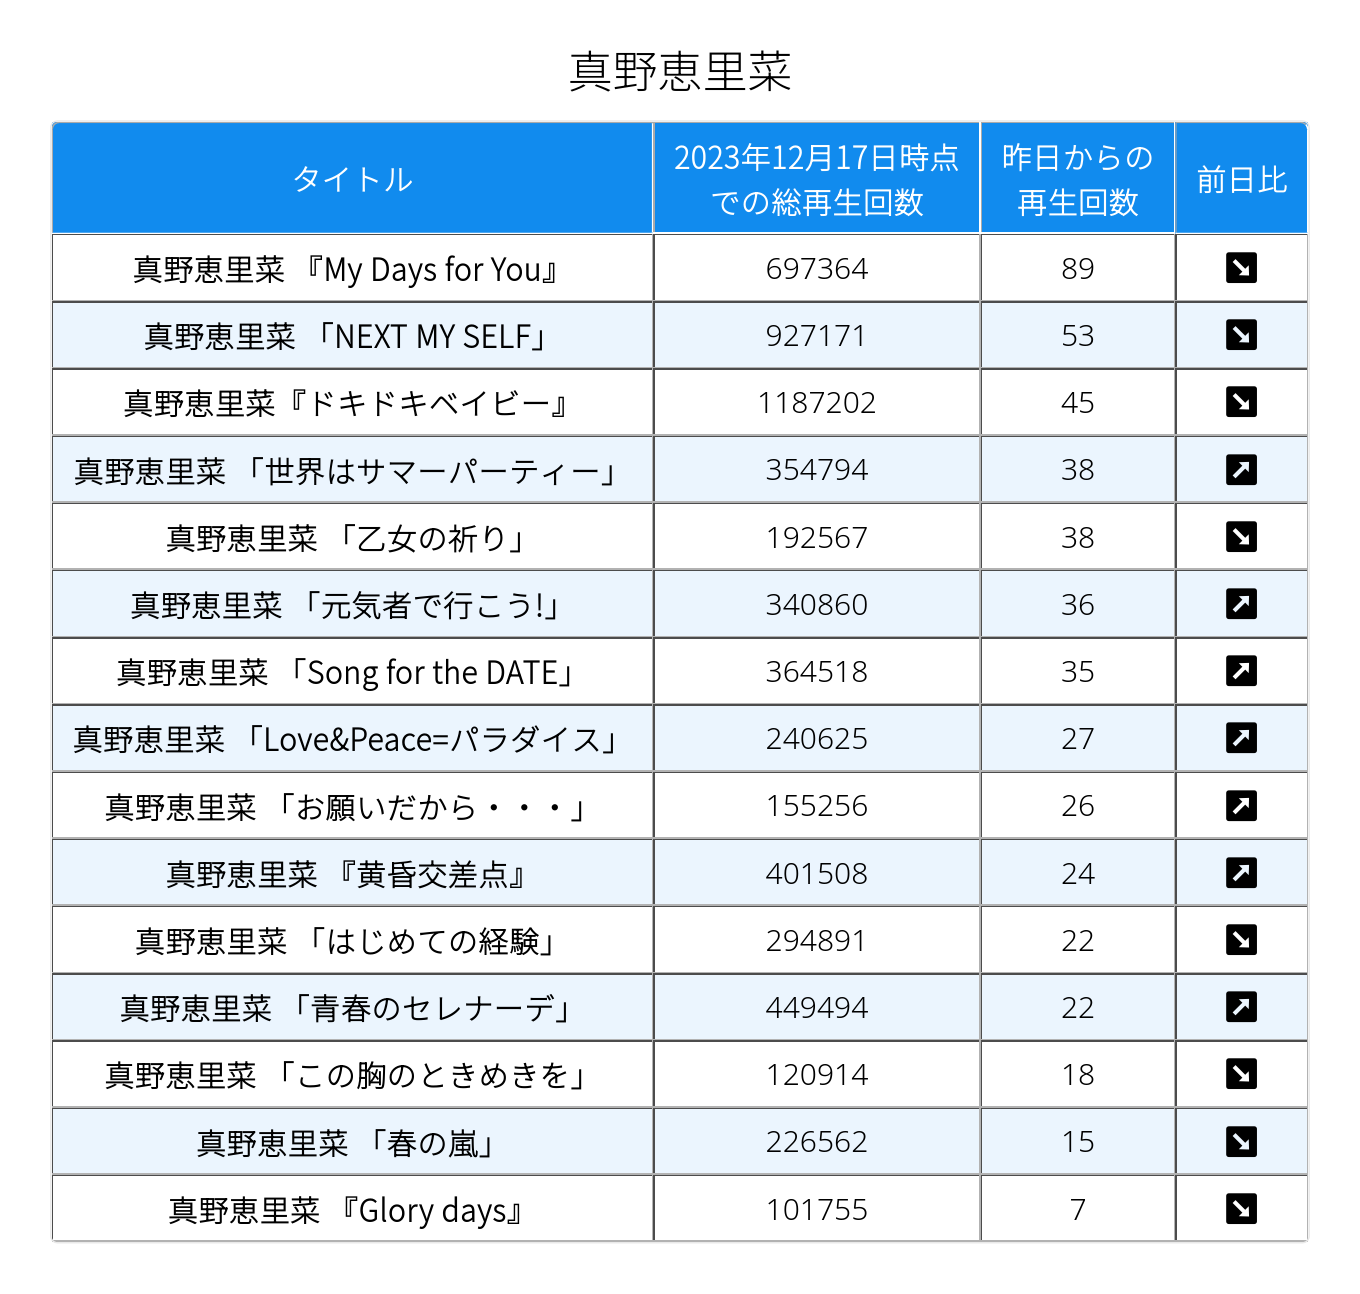 真野恵里菜
タイトル
2023年12月17日時点
での総再生回数
昨日からの
再生回数
前日比
真野恵里菜 『My Days for You』 697364 89 ↘
真野恵里菜 「NEXT MY SELF」 927171 53 ↘
真野恵里菜『ドキドキベイビー』 1187202 45 ↘
真野恵里菜 「世界はサマーパーティー」 354794 38 ↗
真野恵里菜 「乙女の祈り」 192567 38 ↘
真野恵里菜 「元気者で行こう!」 340860 36 ↗
真野恵里菜 「Song for the DATE」 364518 35 ↗
真野恵里菜 「Love&Peace=パラダイス」 240625 27 ↗
真野恵里菜 「お願いだから・・・」 155256 26 ↗
真野恵里菜 『黄昏交差点』 401508 24 ↗
真野恵里菜 「はじめての経験」 294891 22 ↘
真野恵里菜 「青春のセレナーデ」 449494 22 ↗
真野恵里菜 「この胸のときめきを」 120914 18 ↘
真野恵里菜 「春の嵐」 226562 15 ↘
真野恵里菜 『Glory days』 101755 7 ↘